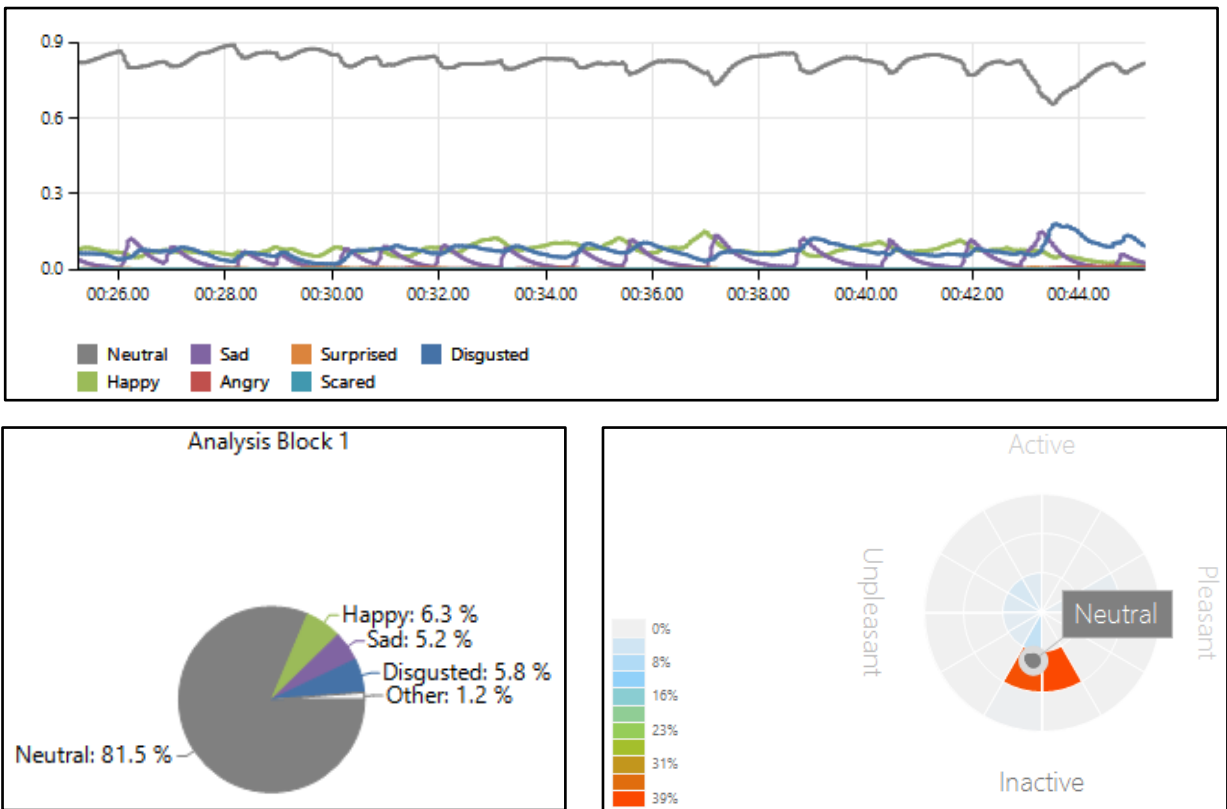 0.9
0.6
0.3
0.0
00:26.00 00:28.00 00:30.00 00:32.00 00:34.00 00:36.00 00:38.00 00:40.00 00:42.00 00:44.00
Neutral Sad Surprised Disgusted
Happy Angry Scared
Analysis Block 1
Happy: 6.3 %
Sad: 5.2 %
Disgusted: 5.8 %
Other: 1.2 %
Neutral: 81.5 %
Active
Unpleasant
Pleasant
Neutral
Inactive
0%
8%
16%
23%
31%
39%